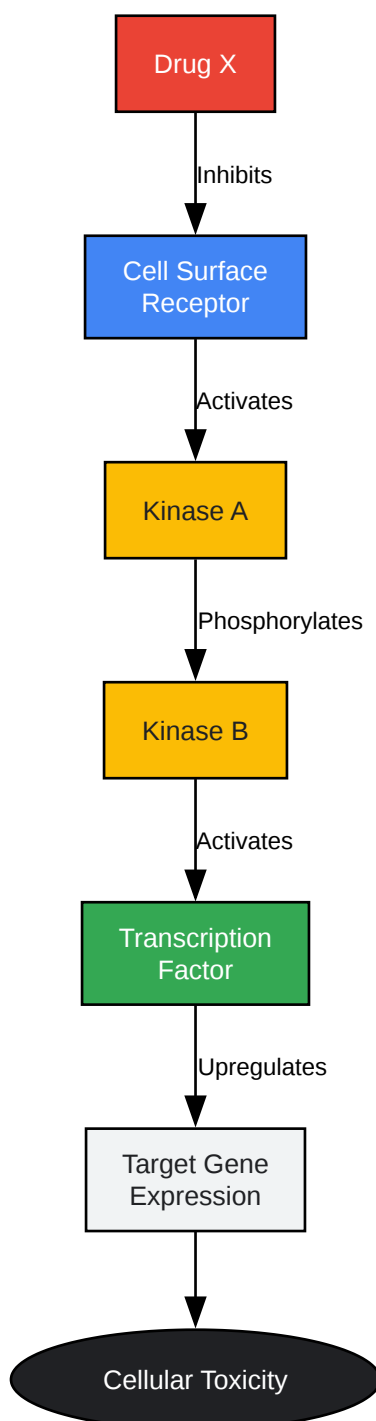 Drug X
Inhibits
Cell Surface
Receptor
Activates
Kinase A
Phosphorylates
Kinase B
Activates
Transcription
Factor
Upregulates
Target Gene
Expression
Cellular Toxicity